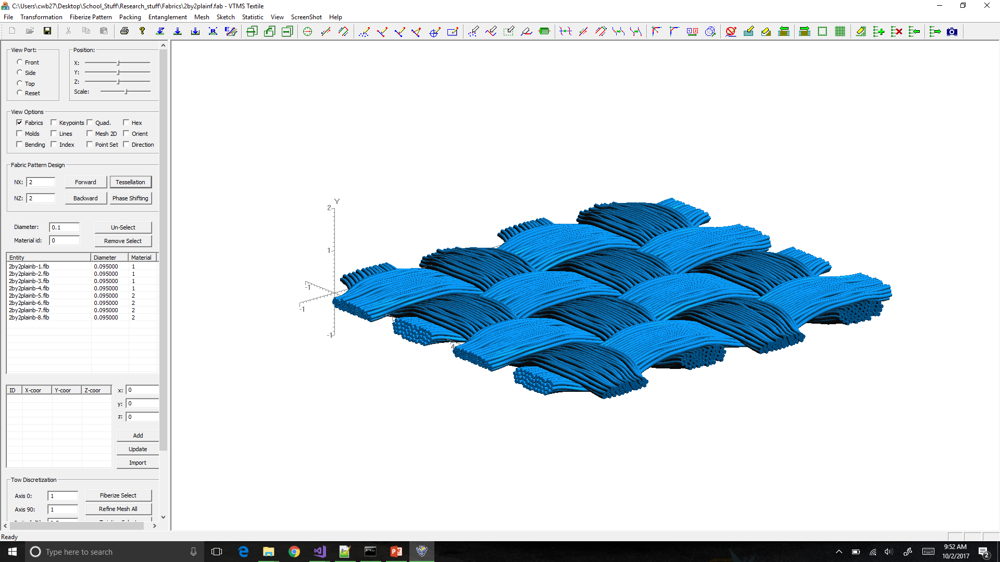 C:\Users\cwb27\Desktop\School_Stuff\Research_stuff\Fabrics\2by2plainf.fab - VTMS Textile
File Transformation Fiberize Pattern Packing Entanglement Mesh Sketch Statistic View ScreenShot Help
View Port:
Front
Side
Top
Reset
Position:
X:
Y:
Z:
Scale:
View Options
Fabrics Keypoints Quad. Hex
Molds Lines Mesh 2D Orient
Bending Index Point Set Direction
Fabric Pattern Design
NX: 2 Forward Tessellation
NZ: 2 Backward Phase Shifting
Diameter: 0.1 Un-Select
Material id: 0 Remove Select
Entity Diameter Material
2by2plainb-1.fib 0.095000 1
2by2plainb-2.fib 0.095000 1
2by2plainb-3.fib 0.095000 1
2by2plainb-4.fib 0.095000 1
2by2plainb-5.fib 0.095000 2
2by2plainb-6.fib 0.095000 2
2by2plainb-7.fib 0.095000 2
2by2plainb-8.fib 0.095000 2
ID X-coor Y-coor Z-coor
x: 0
y: 0
z: 0
Add
Update
Import
Tow Discretization
Axis 0: 1 Fiberize Select
Axis 90: 1 Refine Mesh All
Y
2
1
-1
-1
-1
4
Ready
Type here to search
9:52 AM
10/2/2017
2